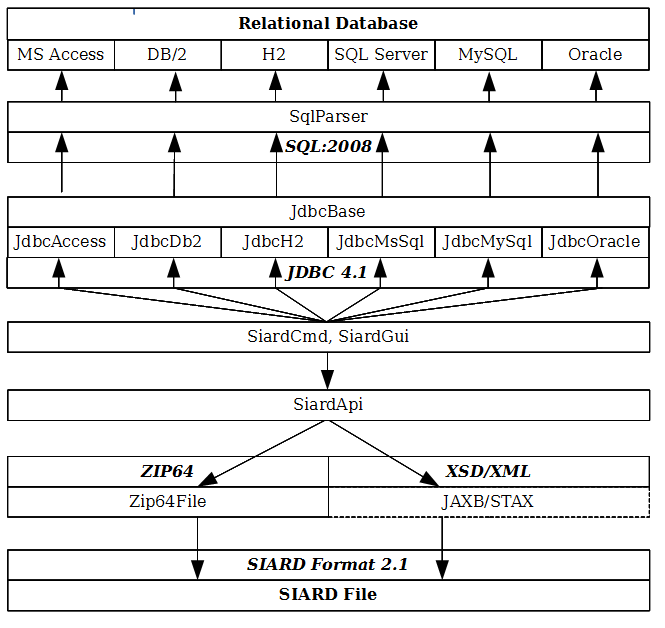 Relational Database
MS Access DB/2 H2 SQL Server MySQL Oracle
SqlParser
SQL:2008
JdbcBase
JdbcAccess JdbcDb2 JdbcH2 JdbcMsSql JdbcMySql JdbcOracle
JDBC 4.1
SiardCmd, SiardGui
SiardApi
ZIP64 XSD/XML
Zip64File JAXB/STAX
SIARD Format 2.1
SIARD File